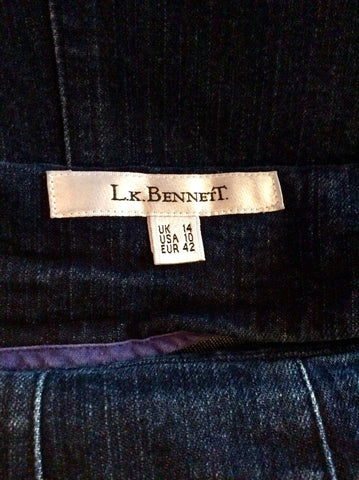 L.K.BENNETT.
UK 14
USA 10
EUR 42